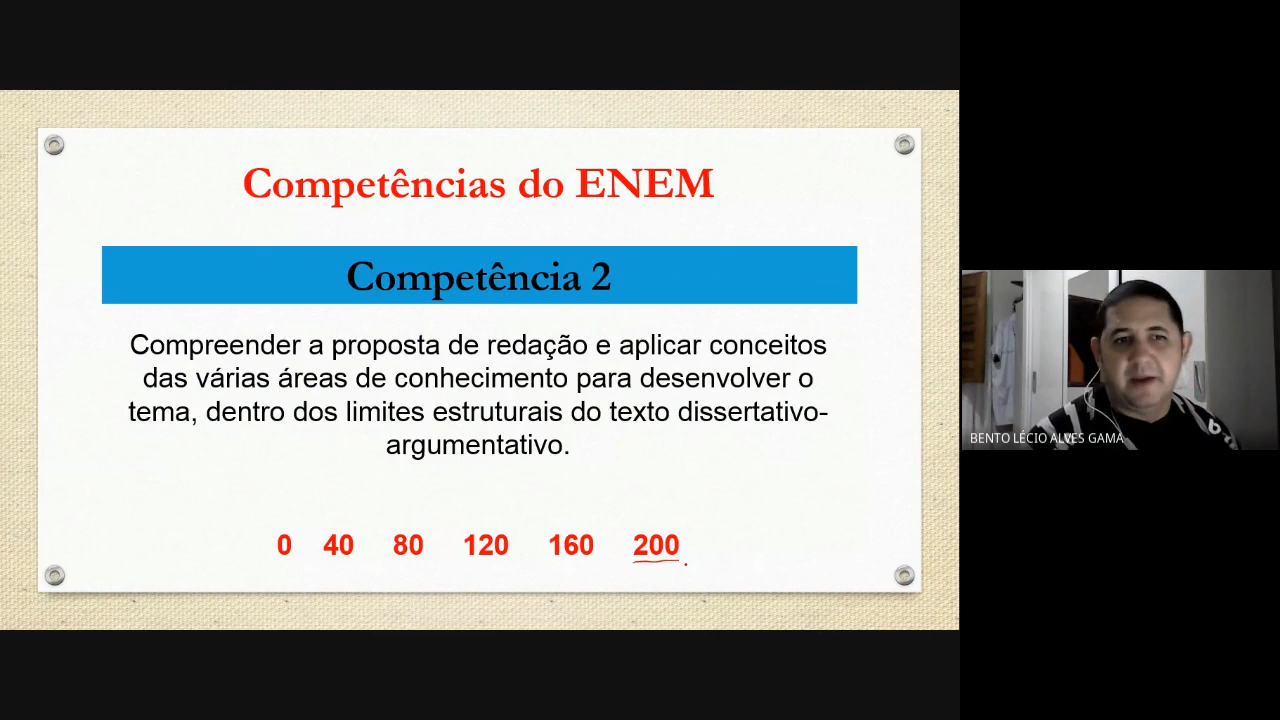 Competências do ENEM
Competência 2
Compreender a proposta de redação e aplicar conceitos
das várias áreas de conhecimento para desenvolver o
tema, dentro dos limites estruturais do texto dissertativo-
argumentativo.
0 40 80 120 160 200
BENTO LÉCIO ALVES GAMA